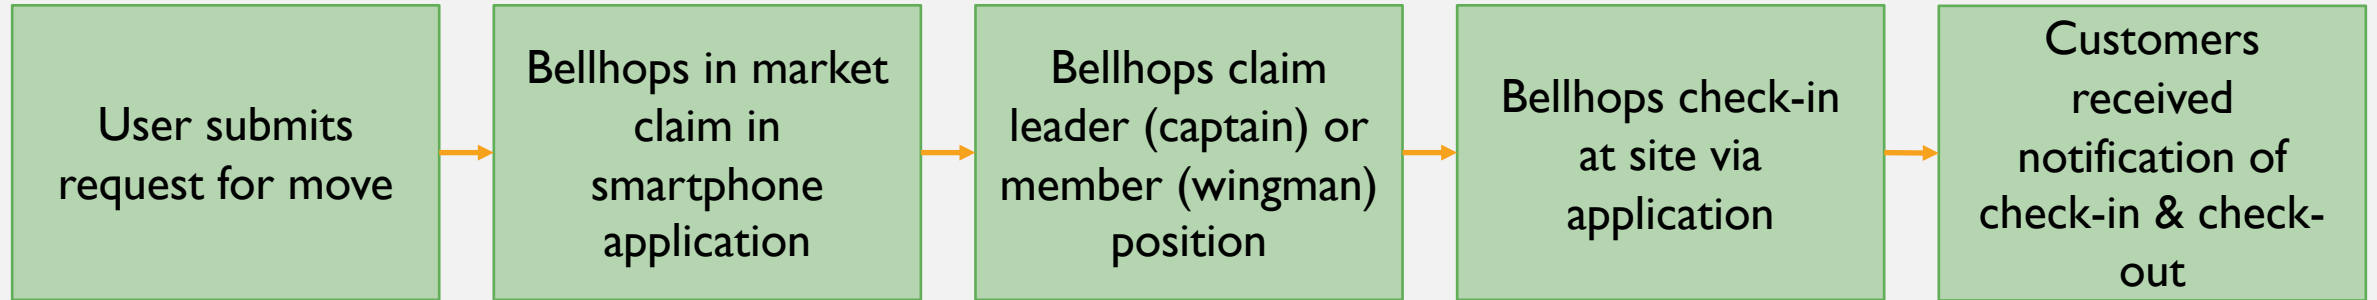 User submits
request for move
Bellhops in market
claim in
smartphone
application
Bellhops claim
leader (captain) or
member (wingman)
position
Bellhops check-in
at site via
application
Customers
received
notification of
check-in & check-
out